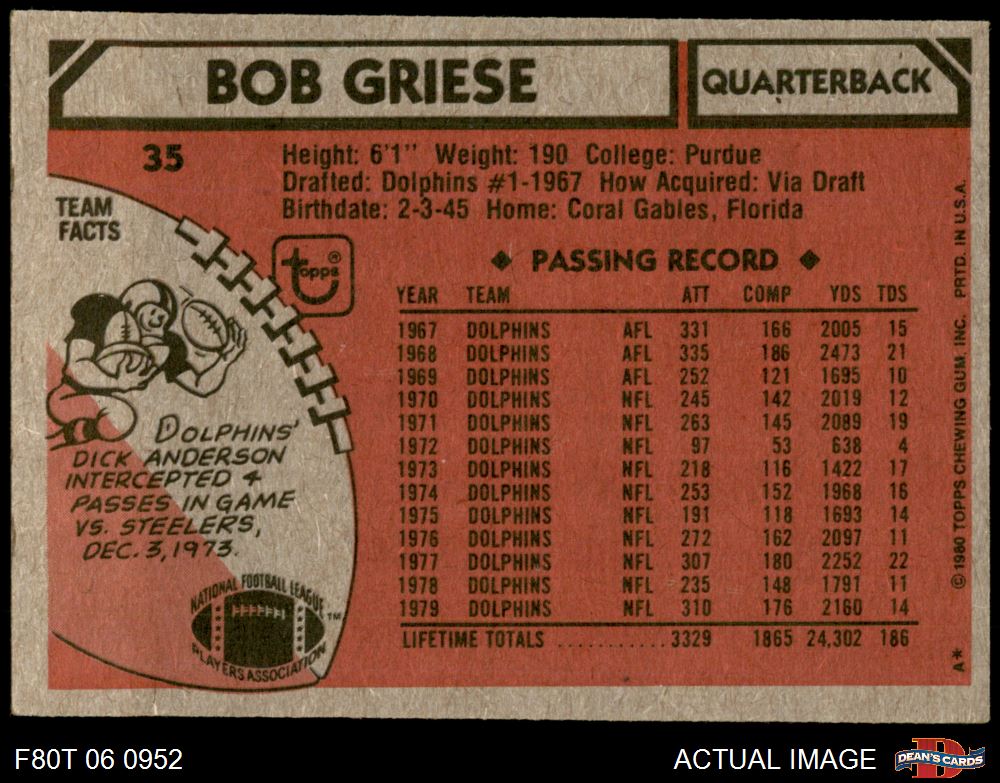 BOB GRIESE
QUARTERBACK
35
Height: 6'1" Weight: 190 College: Purdue
Drafted: Dolphins #1-1967 How Acquired: Via Draft
Birthdate: 2-3-45 Home: Coral Gables, Florida
TEAM
FACTS
topps ®
DOLPHINS'
DICK ANDERSON
INTERCEPTED 4
PASSES IN GAME
VS. STEELERS,
DEC. 3, 1973.
NATIONAL FOOTBALL LEAGUE
PLAYERS ASSOCIATION
TM
◆ PASSING RECORD ◆
YEAR TEAM ATT COMP YDS TDS
1967 DOLPHINS AFL 331 166 2005 15
1968 DOLPHINS AFL 335 186 2473 21
1969 DOLPHINS AFL 252 121 1695 10
1970 DOLPHINS NFL 245 142 2019 12
1971 DOLPHINS NFL 263 145 2089 19
1972 DOLPHINS NFL 97 53 638 4
1973 DOLPHINS NFL 218 116 1422 17
1974 DOLPHINS NFL 253 152 1968 16
1975 DOLPHINS NFL 191 118 1693 14
1976 DOLPHINS NFL 272 162 2097 11
1977 DOLPHINS NFL 307 180 2252 22
1978 DOLPHINS NFL 235 148 1791 11
1979 DOLPHINS NFL 310 176 2160 14
LIFETIME TOTALS ........... 3329 1865 24,302 186
A* © 1980 TOPPS CHEWING GUM, INC. PRTD. IN U.S.A.
F80T 06 0952
ACTUAL IMAGE
D
DEAN'S CARDS